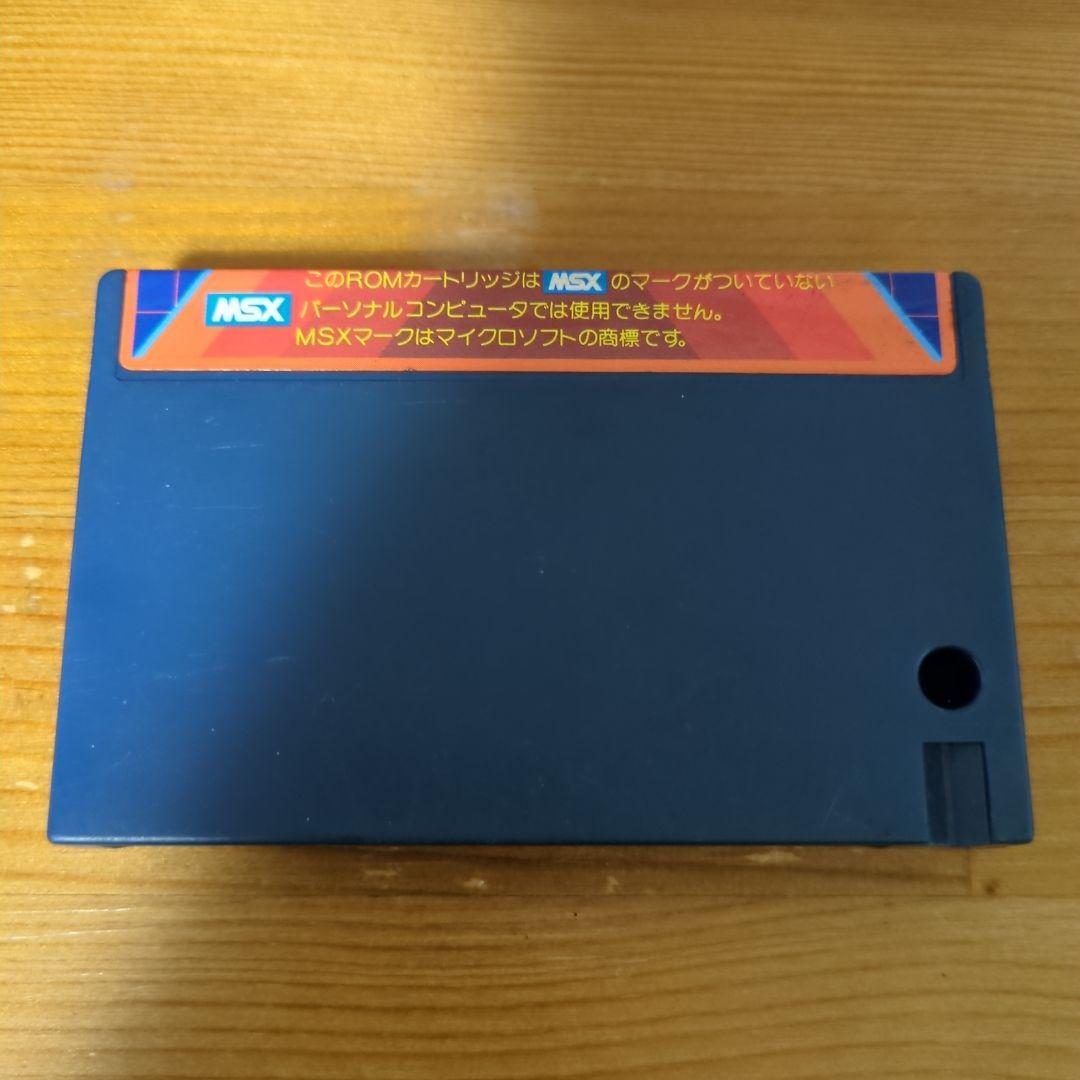 このROMカートリッジは MSX のマークがついていない
MSX パーソナルコンピュータでは使用できません。
MSXマークはマイクロソフトの商標です。